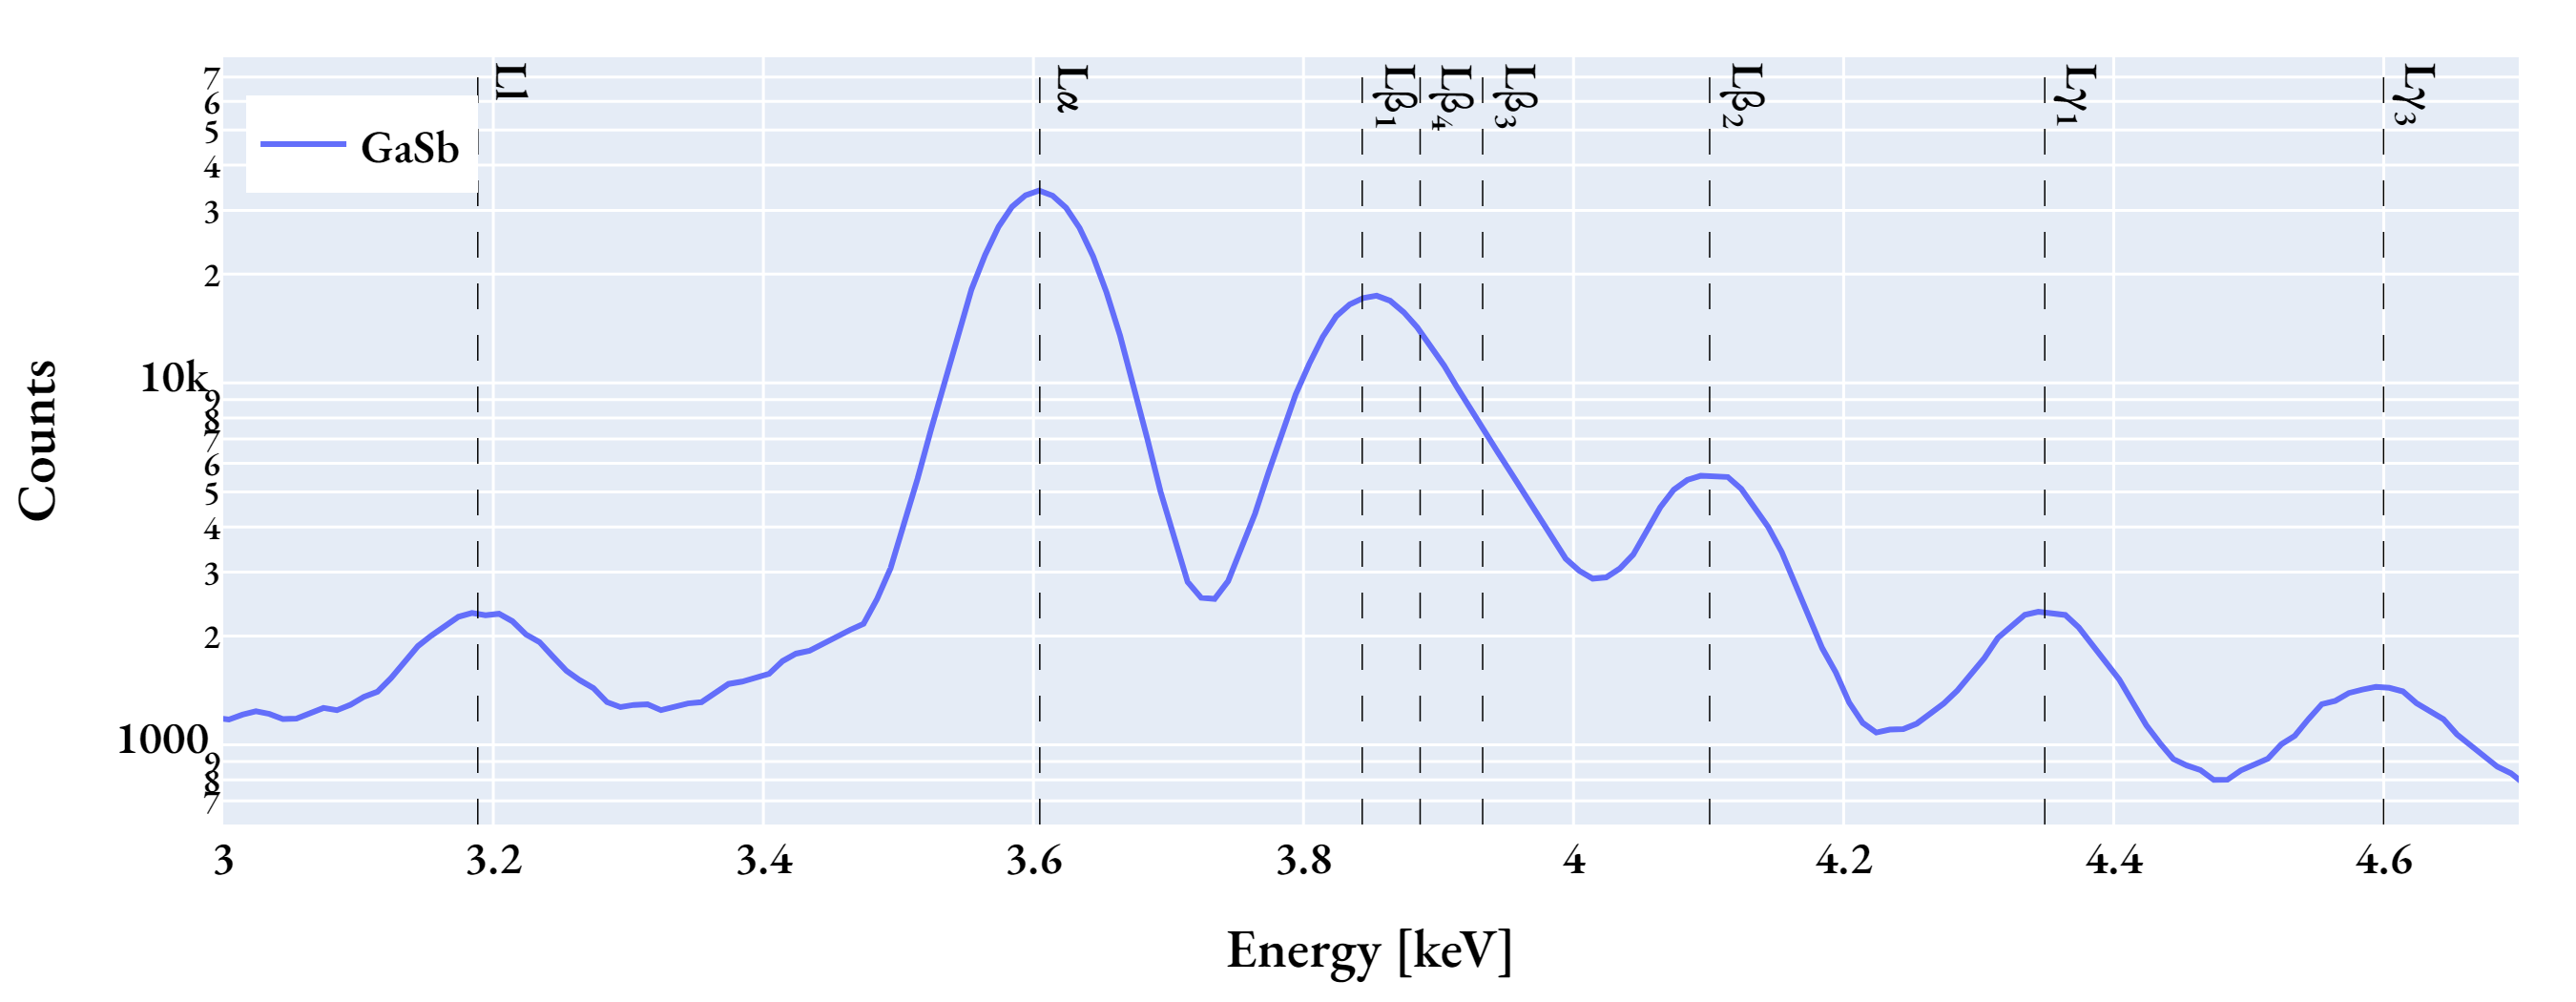 Ll
Lα
Lβ₁
Lβ₄
Lβ₃
Lβ₂
Lγ₁
Lγ₃
GaSb
7
6
5
4
3
2
10k
9
8
7
6
5
4
3
2
1000
9
8
7
Counts
3 3.2 3.4 3.6 3.8 4 4.2 4.4 4.6
Energy [keV]